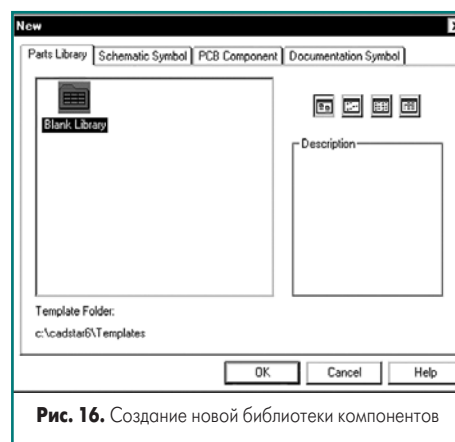 New
Parts Library Schematic Symbol PCB Component Documentation Symbol
Blank Library
Description
Template Folder:
c:\cadstar6\Templates
OK Cancel Help
Рис. 16. Создание новой библиотеки компонентов